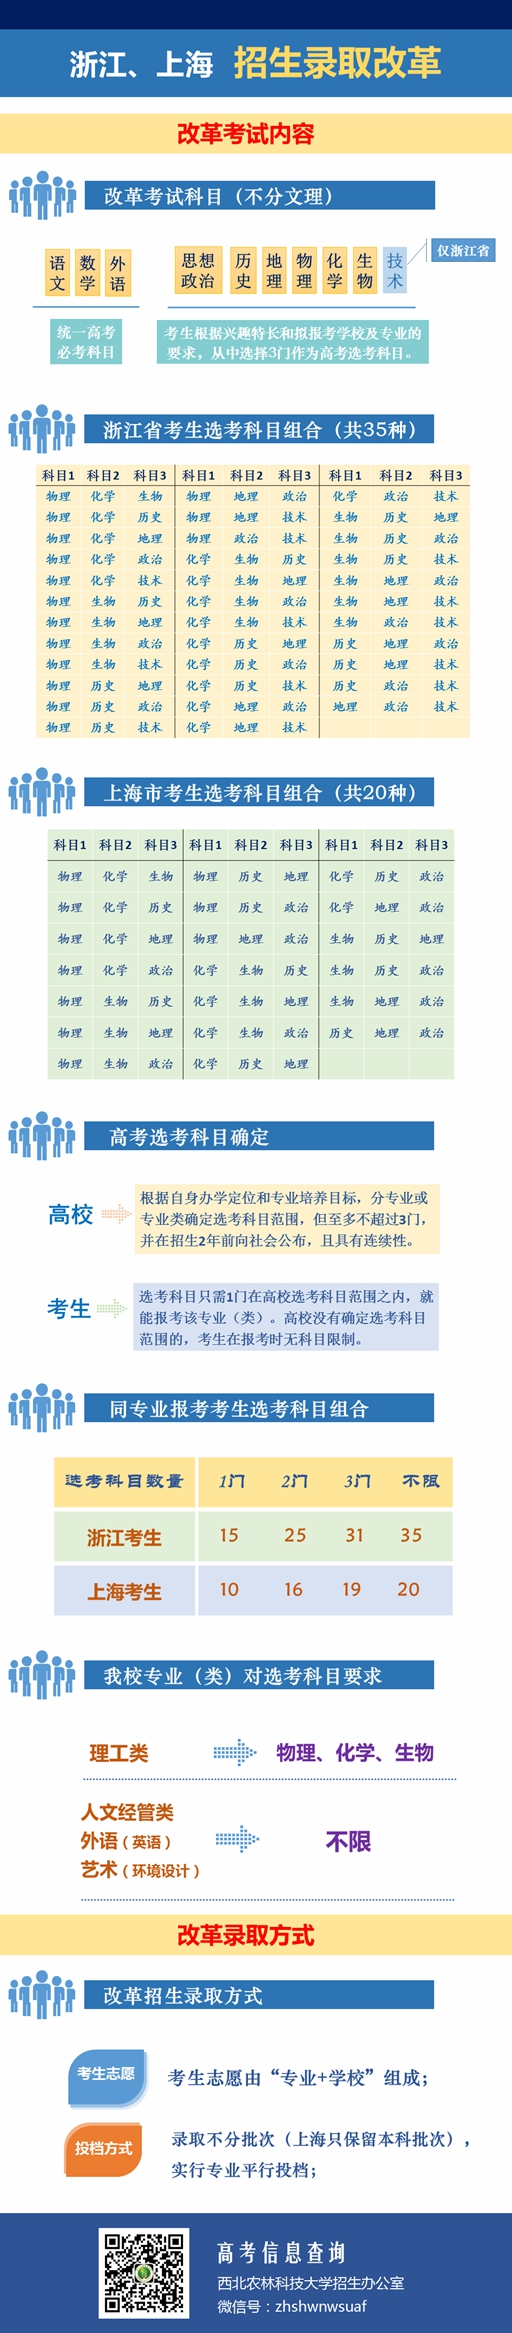 浙江、上海 招生录取改革
改革考试内容
改革考试科目（不分文理）
仅浙江省
语文 数学 外语 思想政治 历史 地理 物理 化学 生物 技术
统一高考
必考科目
考生根据兴趣特长和拟报考学校及专业的
要求，从中选择3门作为高考选考科目。
浙江省考生选考科目组合（共35种）
科目1 科目2 科目3 科目1 科目2 科目3 科目1 科目2 科目3
物理 化学 生物 物理 地理 政治 化学 政治 技术
物理 化学 历史 物理 地理 技术 生物 历史 地理
物理 化学 地理 物理 政治 技术 生物 历史 政治
物理 化学 政治 化学 生物 历史 生物 历史 技术
物理 化学 技术 化学 生物 地理 生物 地理 政治
物理 生物 历史 化学 生物 政治 生物 地理 技术
物理 生物 地理 化学 生物 技术 生物 政治 技术
物理 生物 政治 化学 历史 地理 历史 地理 政治
物理 生物 技术 化学 历史 政治 历史 地理 技术
物理 历史 地理 化学 历史 技术 历史 政治 技术
物理 历史 政治 化学 地理 政治 地理 政治 技术
物理 历史 技术 化学 地理 技术
上海市考生选考科目组合（共20种）
科目1 科目2 科目3 科目1 科目2 科目3 科目1 科目2 科目3
物理 化学 生物 物理 历史 地理 化学 历史 政治
物理 化学 历史 物理 历史 政治 化学 地理 政治
物理 化学 地理 物理 地理 政治 生物 历史 地理
物理 化学 政治 化学 生物 历史 生物 历史 政治
物理 生物 历史 化学 生物 地理 生物 地理 政治
物理 生物 地理 化学 生物 政治 历史 地理 政治
物理 生物 政治 化学 历史 地理
高考选考科目确定
高校
根据自身办学定位和专业培养目标，分专业或
专业类确定选考科目范围，但至多不超过3门，
并在招生2年前向社会公布，且具有连续性。
考生
选考科目只需1门在高校选考科目范围之内，就
能报考该专业（类）。高校没有确定选考科目
范围的，考生在报考时无科目限制。
同专业报考考生选考科目组合
选考科目数量 1门 2门 3门 不限
浙江考生 15 25 31 35
上海考生 10 16 19 20
我校专业（类）对选考科目要求
理工类 物理、化学、生物
人文经管类
外语（英语） 不限
艺术（环境设计）
改革录取方式
改革招生录取方式
考生志愿 考生志愿由“专业+学校”组成；
投档方式 录取不分批次（上海只保留本科批次），
实行专业平行投档；
高考信息查询
西北农林科技大学招生办公室
微信号：zhshwnwsuaf